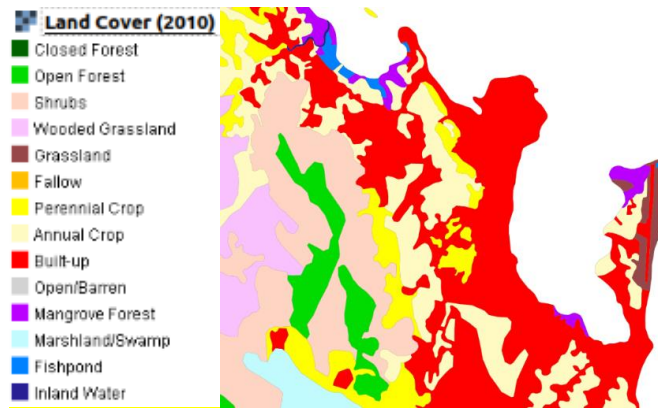 Land Cover (2010)
Closed Forest
Open Forest
Shrubs
Wooded Grassland
Grassland
Fallow
Perennial Crop
Annual Crop
Built-up
Open/Barren
Mangrove Forest
Marshland/Swamp
Fishpond
Inland Water